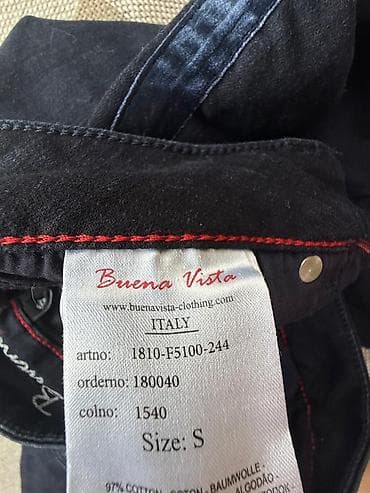 Buena Vista
www.buenavista-clothing.com
ITALY
artno: 1810-F5100-244
orderno: 180040
colno: 1540
Size: S
97% COTTON - COTON - BAUMWOLLE -
ALGODÃO